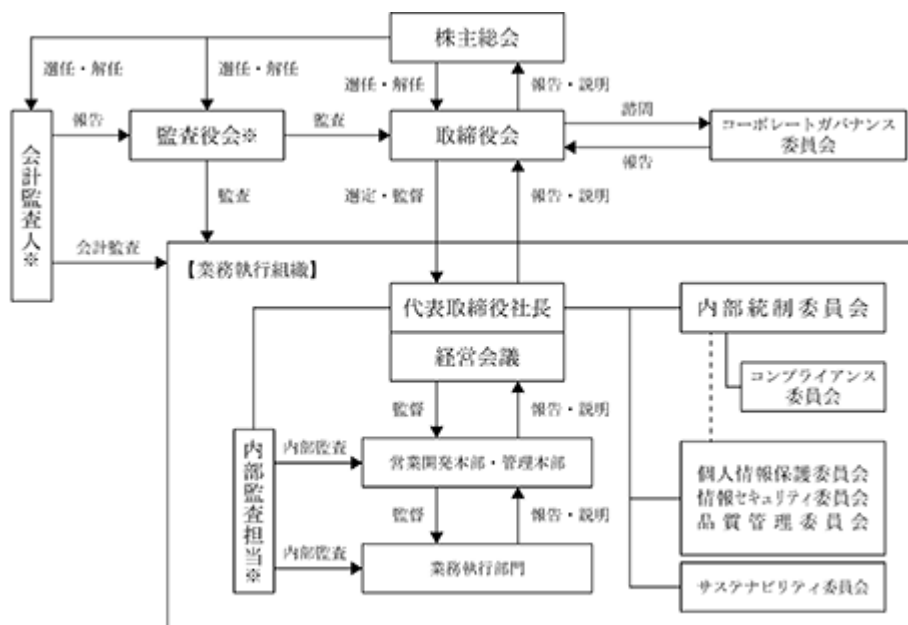 株主総会
選任・解任
選任・解任
選任・解任
報告・説明
会計監査人※
報告
監査役会※
監査
取締役会
諮問
報告
コーポレートガバナンス
委員会
監査
選定・監督
報告・説明
会計監査
【業務執行組織】
代表取締役社長
経営会議
内部統制委員会
コンプライアンス
委員会
監督
報告・説明
内部監査担当※
内部監査
営業開発本部・管理本部
個人情報保護委員会
情報セキュリティ委員会
品質管理委員会
監督
報告・説明
内部監査
業務執行部門
サステナビリティ委員会